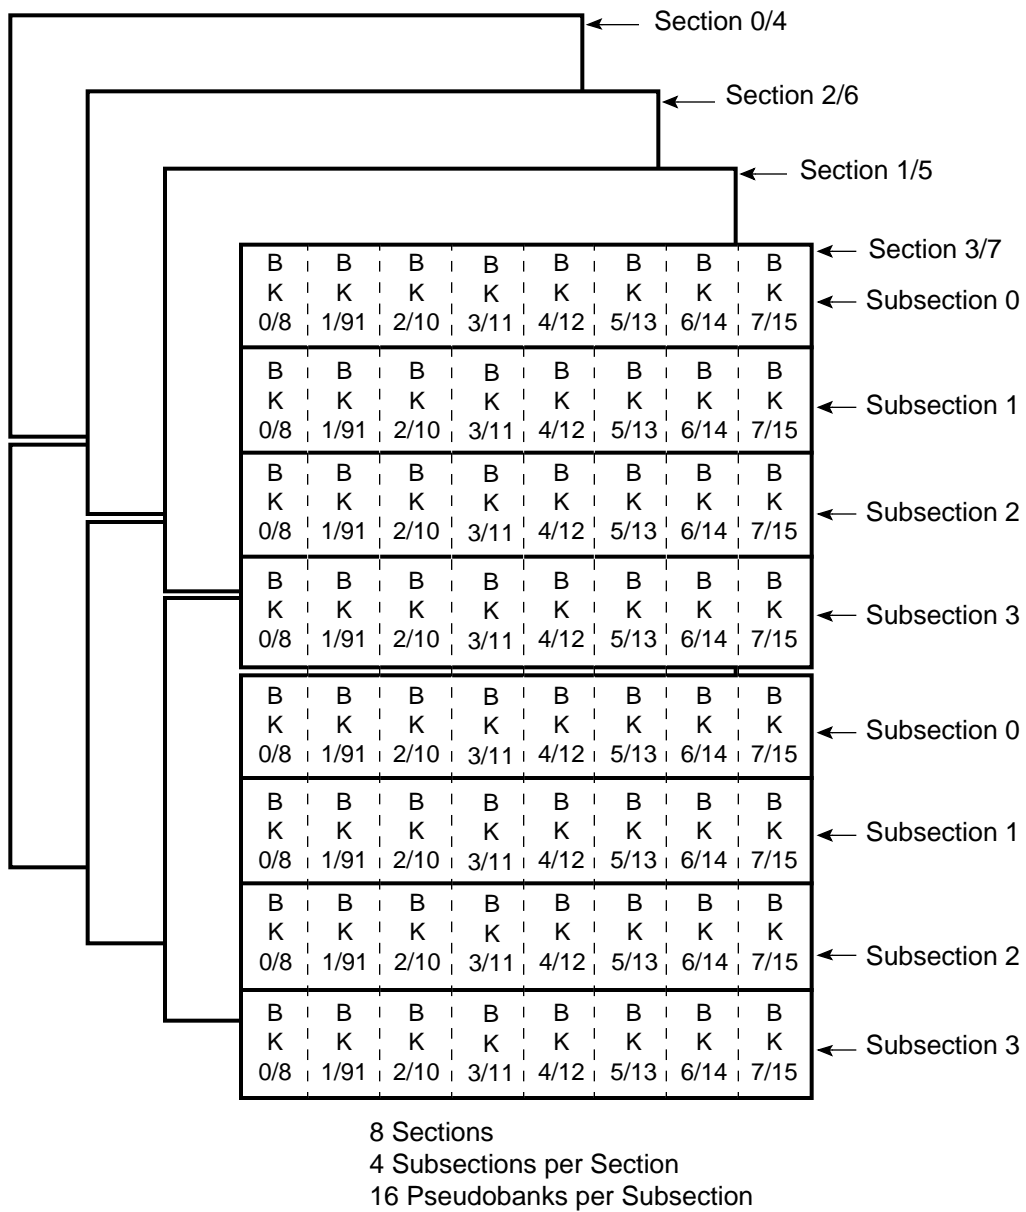 Section 0/4
Section 2/6
Section 1/5
Section 3/7
B B B B B B B B
K K K K K K K K
0/8 1/91 2/10 3/11 4/12 5/13 6/14 7/15
Subsection 0
B B B B B B B B
K K K K K K K K
0/8 1/91 2/10 3/11 4/12 5/13 6/14 7/15
Subsection 1
B B B B B B B B
K K K K K K K K
0/8 1/91 2/10 3/11 4/12 5/13 6/14 7/15
Subsection 2
B B B B B B B B
K K K K K K K K
0/8 1/91 2/10 3/11 4/12 5/13 6/14 7/15
Subsection 3
B B B B B B B B
K K K K K K K K
0/8 1/91 2/10 3/11 4/12 5/13 6/14 7/15
Subsection 0
B B B B B B B B
K K K K K K K K
0/8 1/91 2/10 3/11 4/12 5/13 6/14 7/15
Subsection 1
B B B B B B B B
K K K K K K K K
0/8 1/91 2/10 3/11 4/12 5/13 6/14 7/15
Subsection 2
B B B B B B B B
K K K K K K K K
0/8 1/91 2/10 3/11 4/12 5/13 6/14 7/15
Subsection 3
8 Sections
4 Subsections per Section
16 Pseudobanks per Subsection